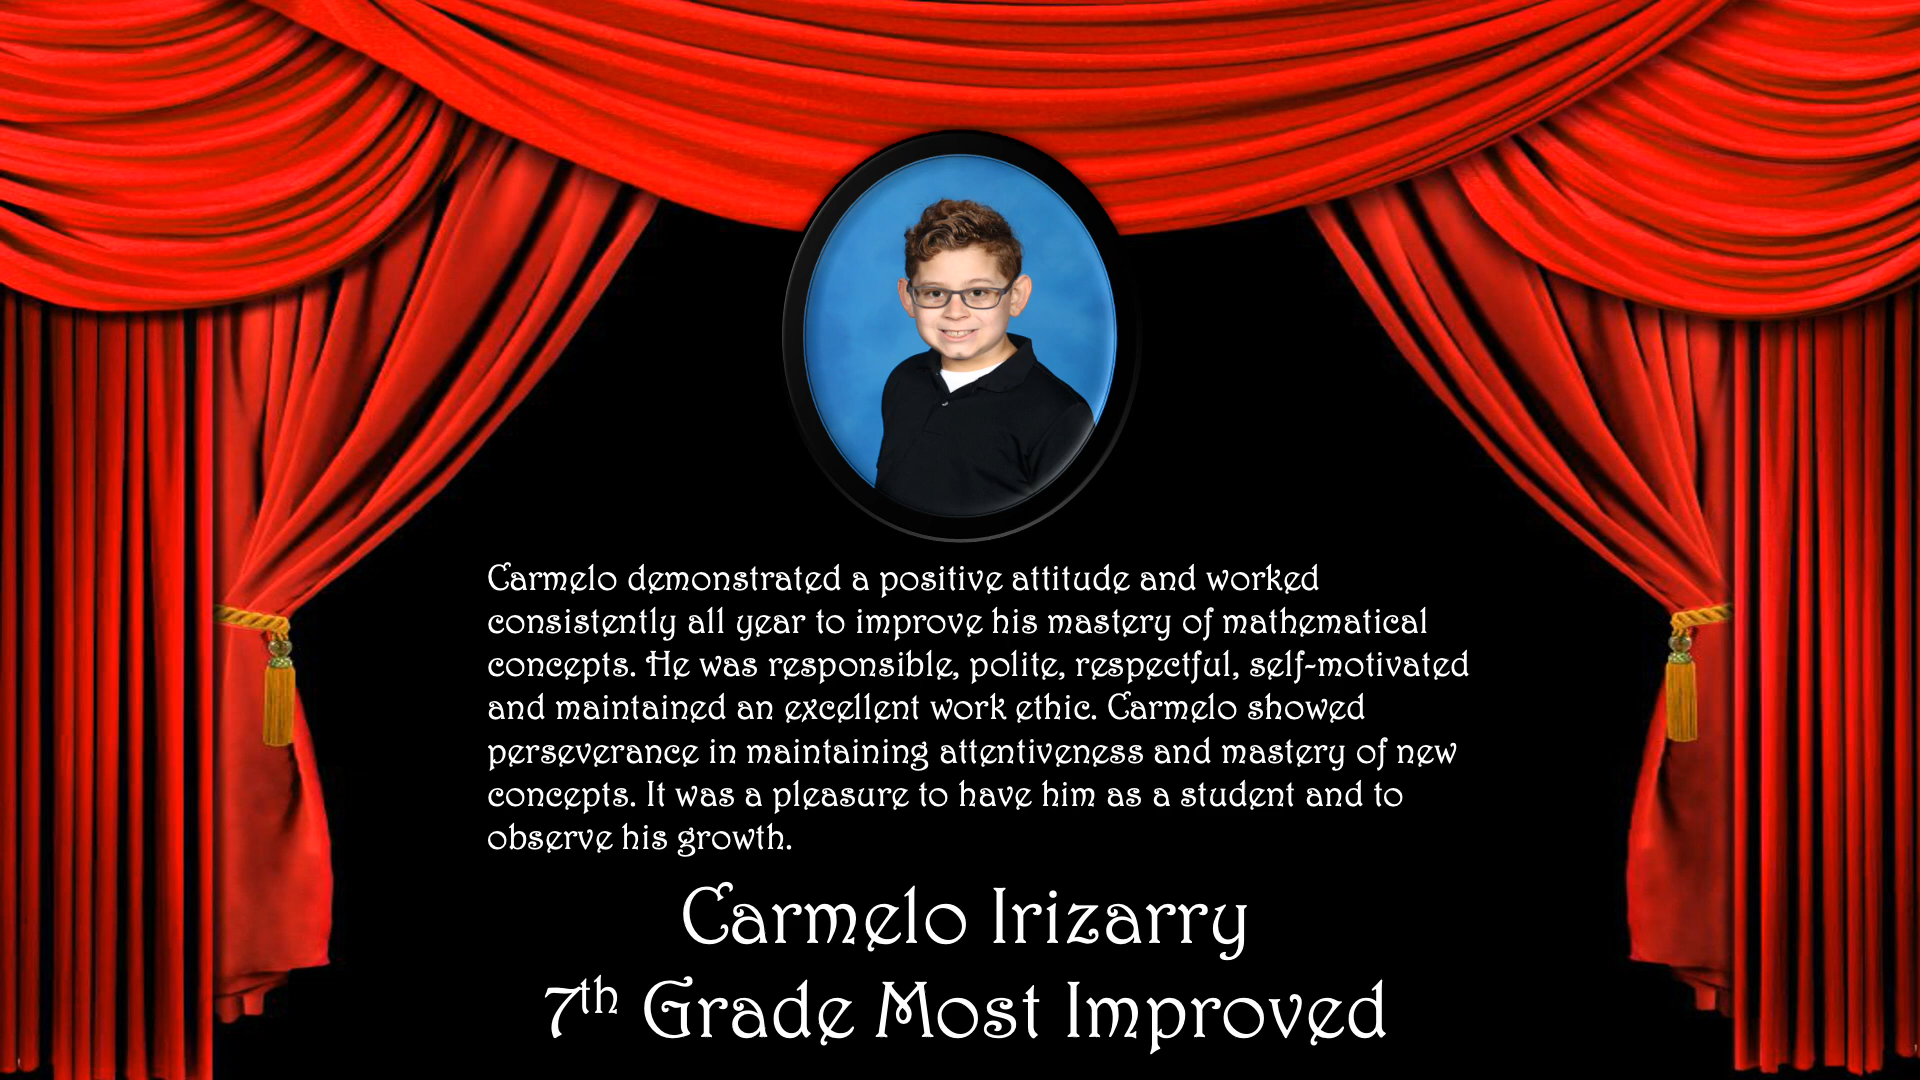 Carmelo demonstrated a positive attitude and worked
consistently all year to improve his mastery of mathematical
concepts. He was responsible, polite, respectful, self-motivated
and maintained an excellent work ethic. Carmelo showed
perseverance in maintaining attentiveness and mastery of new
concepts. It was a pleasure to have him as a student and to
observe his growth.
Carmelo Irizarry
7th Grade Most Improved